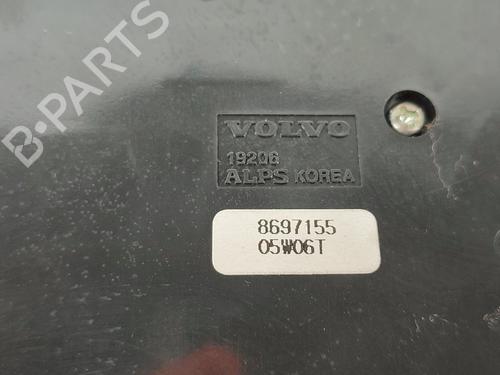 B-PARTS
VOLVO
19206
ALPS KOREA
8697155
05W06T